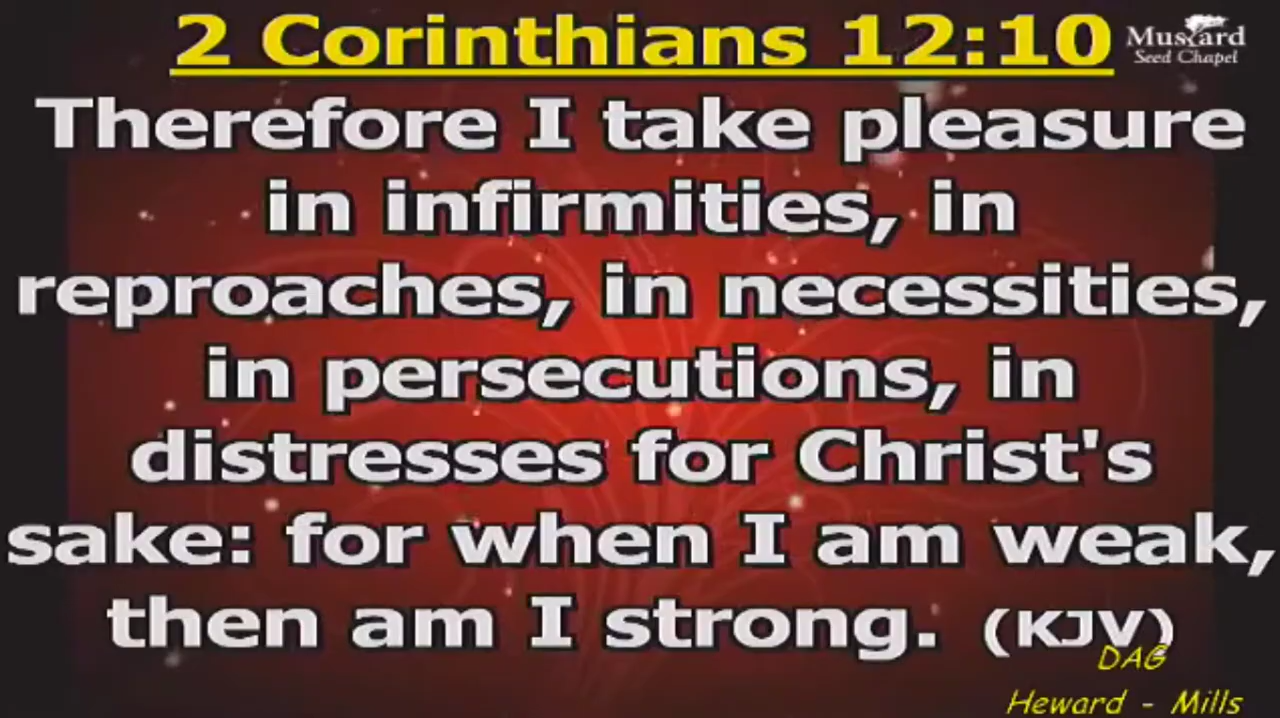 2 Corinthians 12:10
Mustard
Seed Chapel
Therefore I take pleasure
in infirmities, in
reproaches, in necessities,
in persecutions, in
distresses for Christ's
sake: for when I am weak,
then am I strong. (KJV)
DAG
Heward - Mills